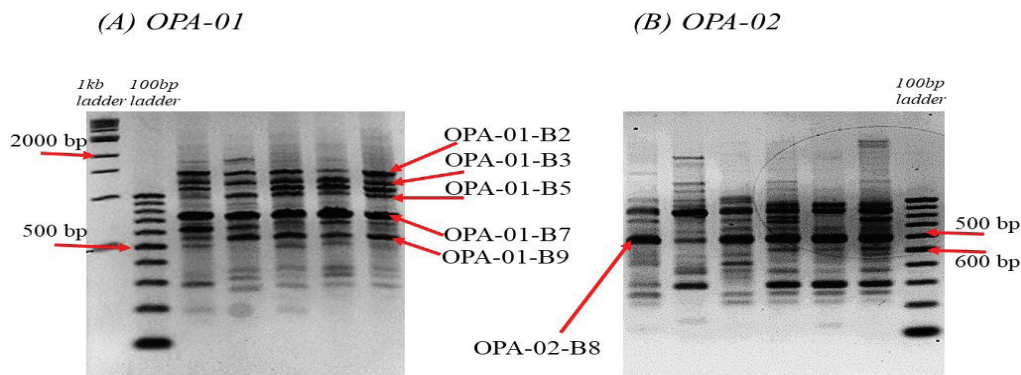 (A) OPA-01
(B) OPA-02
1kb ladder
100bp ladder
2000 bp
500 bp
OPA-01-B2
OPA-01-B3
OPA-01-B5
OPA-01-B7
OPA-01-B9
100bp
ladder
500 bp
600 bp
OPA-02-B8